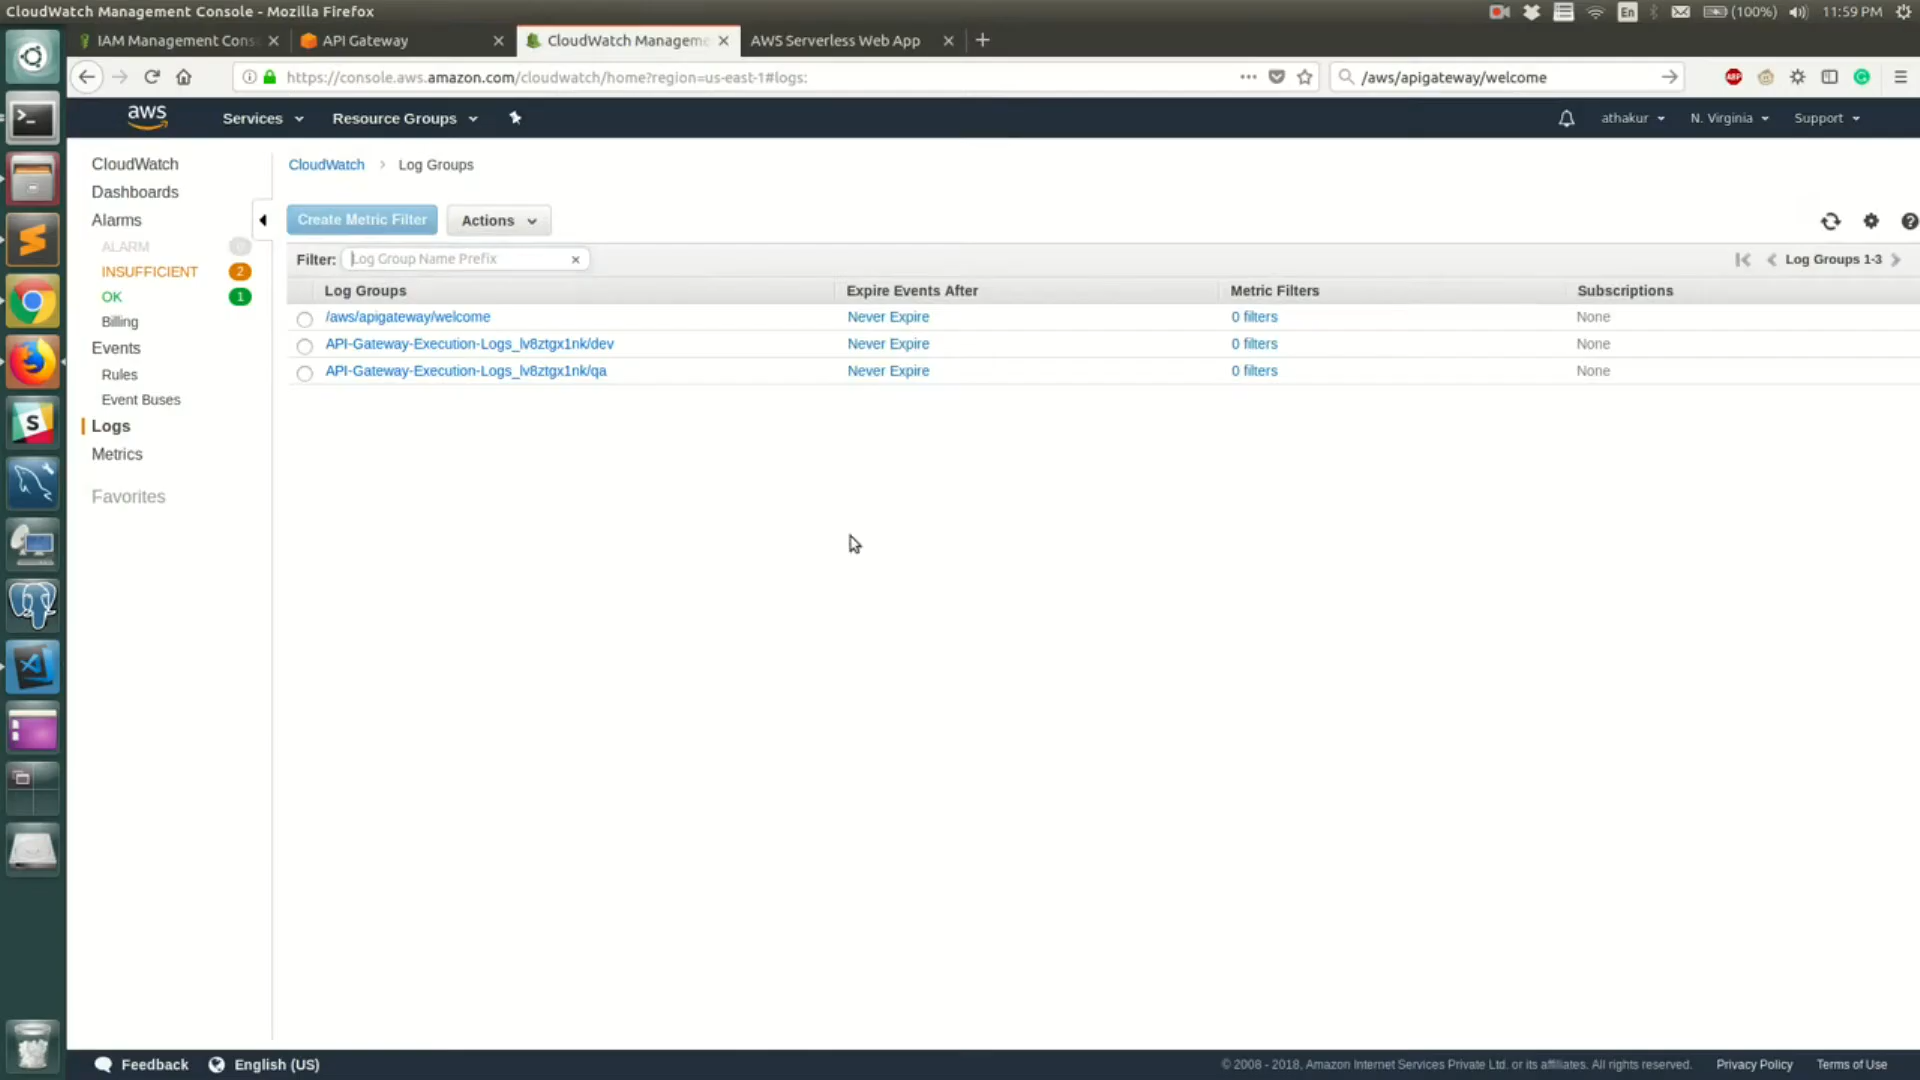 CloudWatch Management Console - Mozilla Firefox
En
(100%)
11:59 PM
IAM Management Cons
API Gateway
CloudWatch Manageme
AWS Serverless Web App
https://console.aws.amazon.com/cloudwatch/home?region=us-east-1#logs:
/aws/apigateway/welcome
ABP
aws
Services
Resource Groups
athakur
N. Virginia
Support
CloudWatch
Dashboards
Alarms
ALARM
INSUFFICIENT 2
OK 1
Billing
Events
Rules
Event Buses
Logs
Metrics
Favorites
CloudWatch > Log Groups
Create Metric Filter
Actions
Filter: Log Group Name Prefix
Log Groups 1-3
Log Groups Expire Events After Metric Filters Subscriptions
/aws/apigateway/welcome Never Expire 0 filters None
API-Gateway-Execution-Logs_lv8ztgx1nk/dev Never Expire 0 filters None
API-Gateway-Execution-Logs_lv8ztgx1nk/qa Never Expire 0 filters None
Feedback
English (US)
© 2008 - 2018, Amazon Internet Services Private Ltd. or its affiliates. All rights reserved.
Privacy Policy
Terms of Use